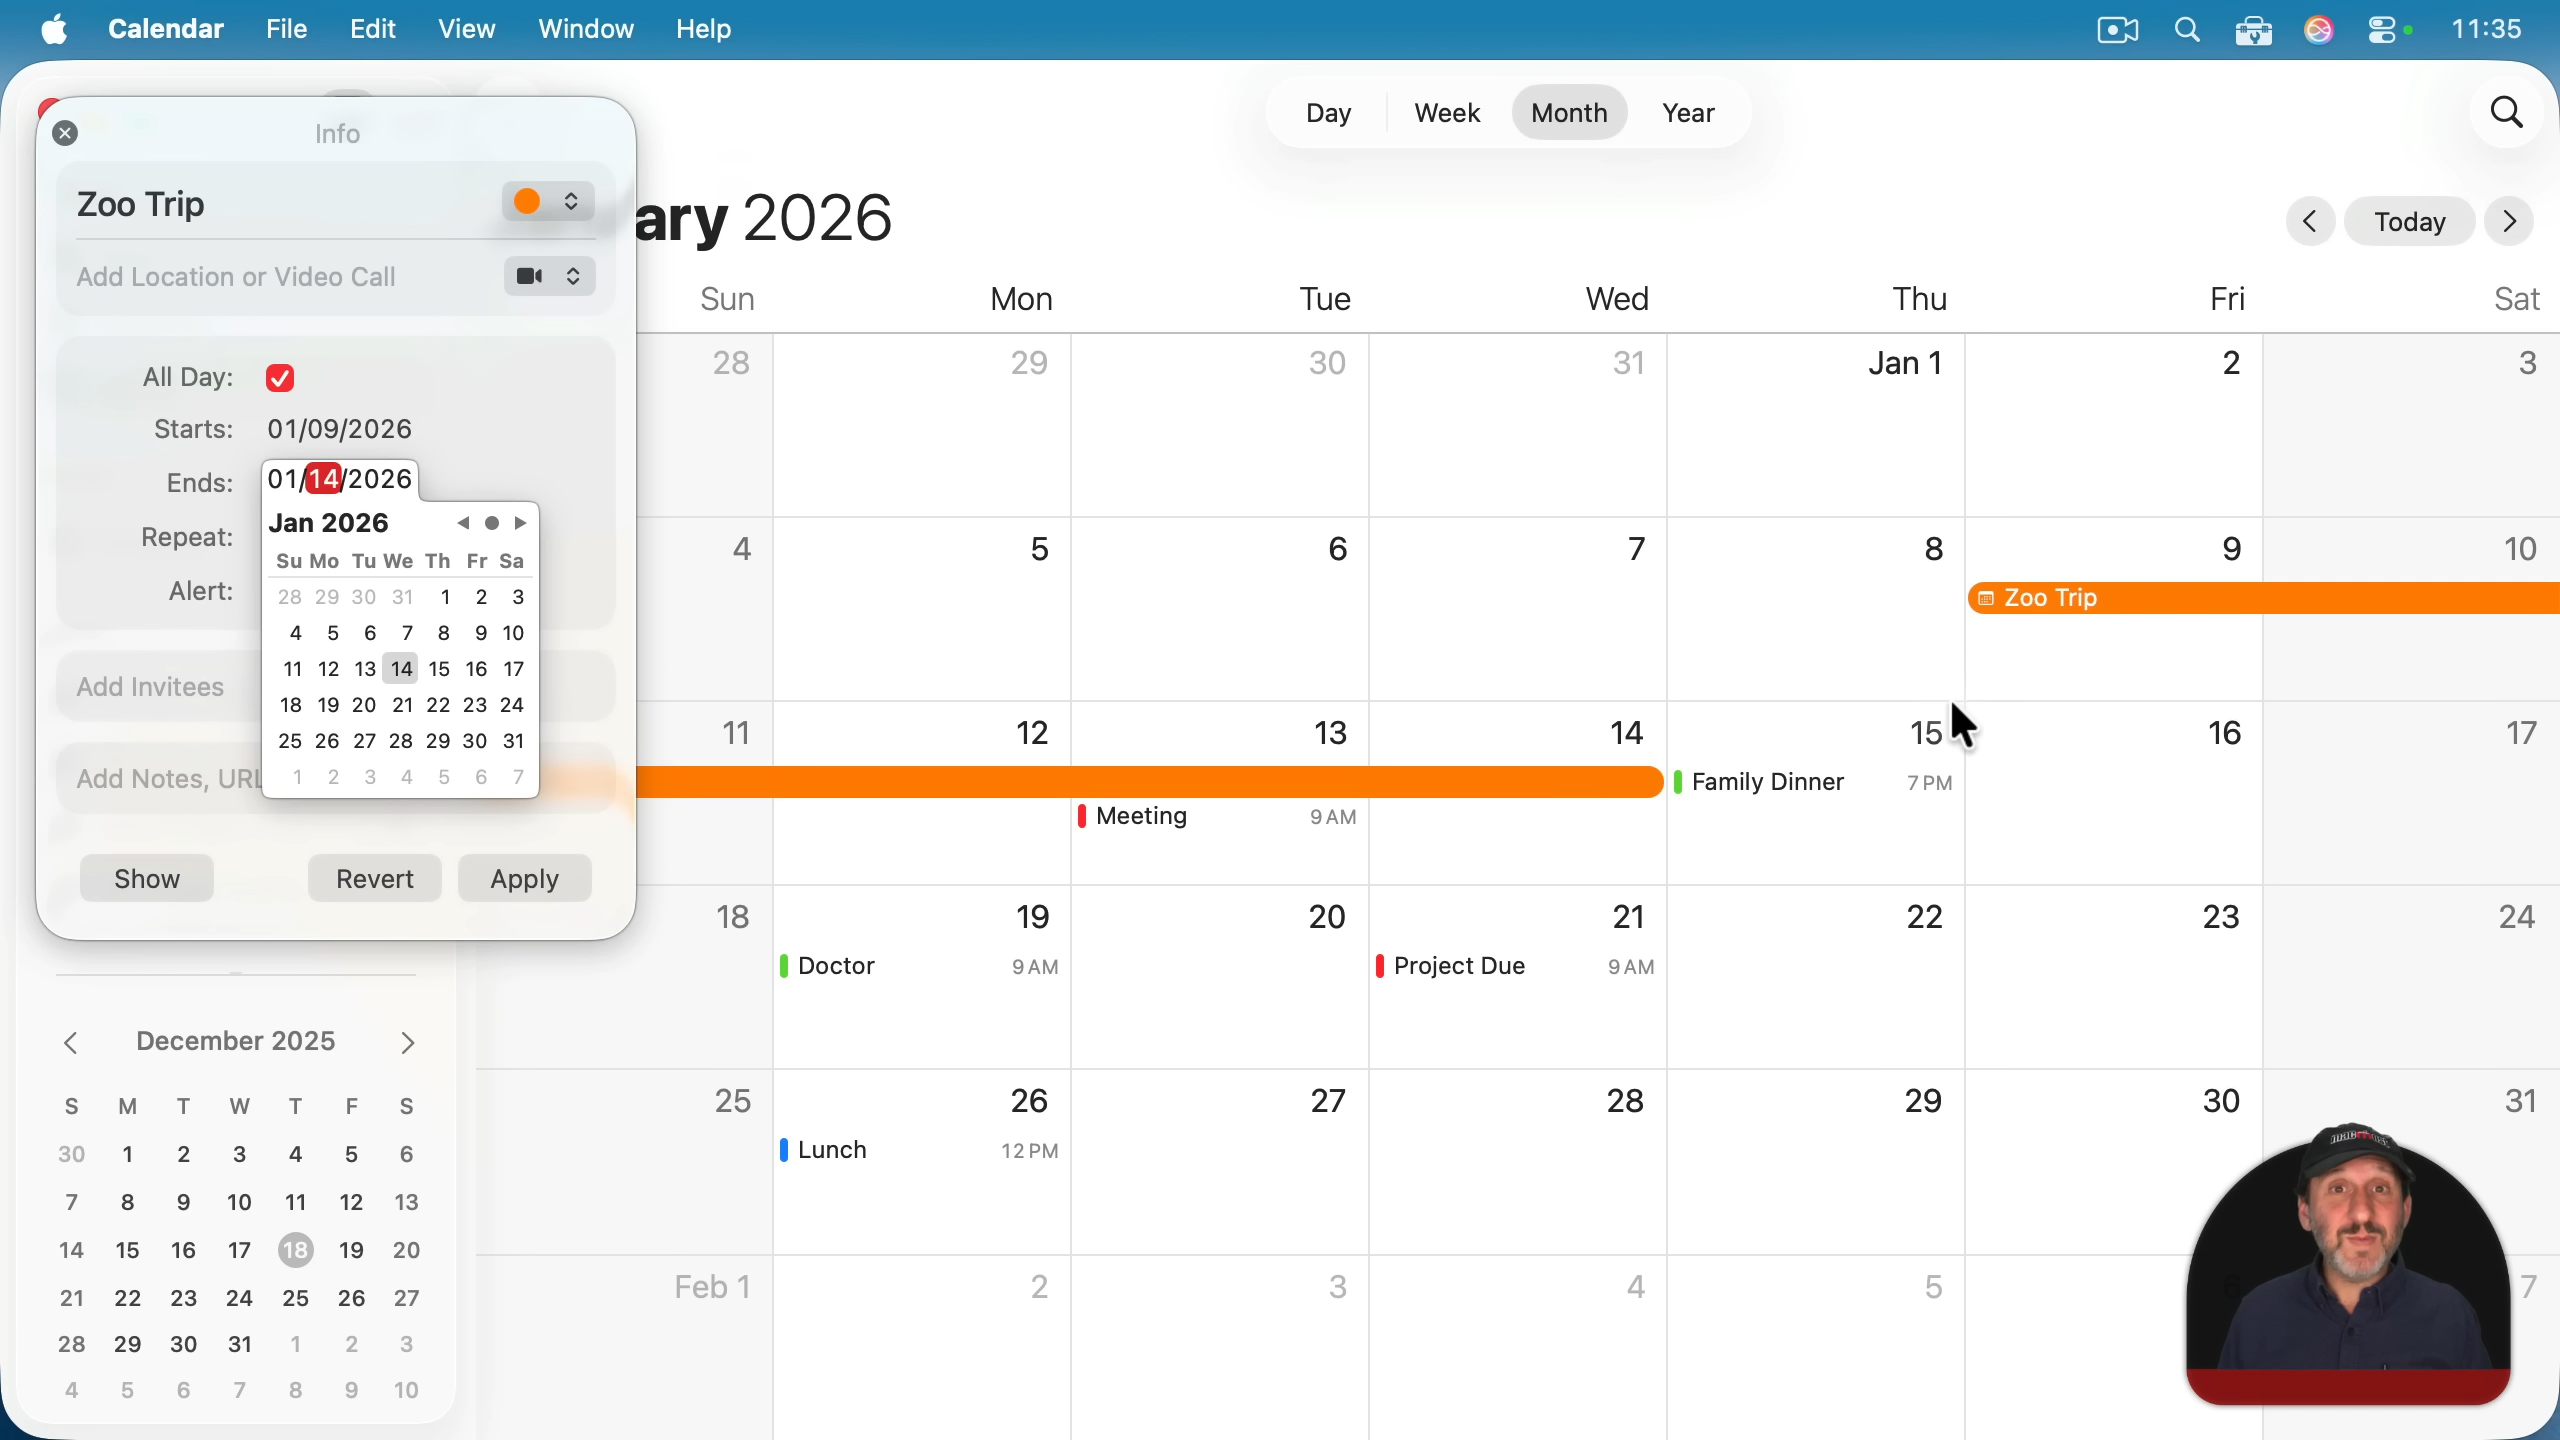 Calendar File Edit View Window Help 11:35
Info
Zoo Trip
Add Location or Video Call
All Day:
Starts: 01/09/2026
Ends: 01/14/2026
Repeat:
Alert:
Jan 2026
Su Mo Tu We Th Fr Sa
28 29 30 31 1 2 3
4 5 6 7 8 9 10
11 12 13 14 15 16 17
18 19 20 21 22 23 24
25 26 27 28 29 30 31
1 2 3 4 5 6 7
Add Invitees
Add Notes, URL
Show Revert Apply
December 2025
S M T W T F S
30 1 2 3 4 5 6
7 8 9 10 11 12 13
14 15 16 17 18 19 20
21 22 23 24 25 26 27
28 29 30 31 1 2 3
4 5 6 7 8 9 10
Day Week Month Year
ary 2026
Today
Sun Mon Tue Wed Thu Fri Sat
28 29 30 31 Jan 1 2 3
4 5 6 7 8 9 10
Zoo Trip
11 12 13 14 15 16 17
Family Dinner 7 PM
Meeting 9 AM
18 19 20 21 22 23 24
Doctor 9 AM Project Due 9 AM
25 26 27 28 29 30 31
Lunch 12 PM
Feb 1 2 3 4 5 6 7